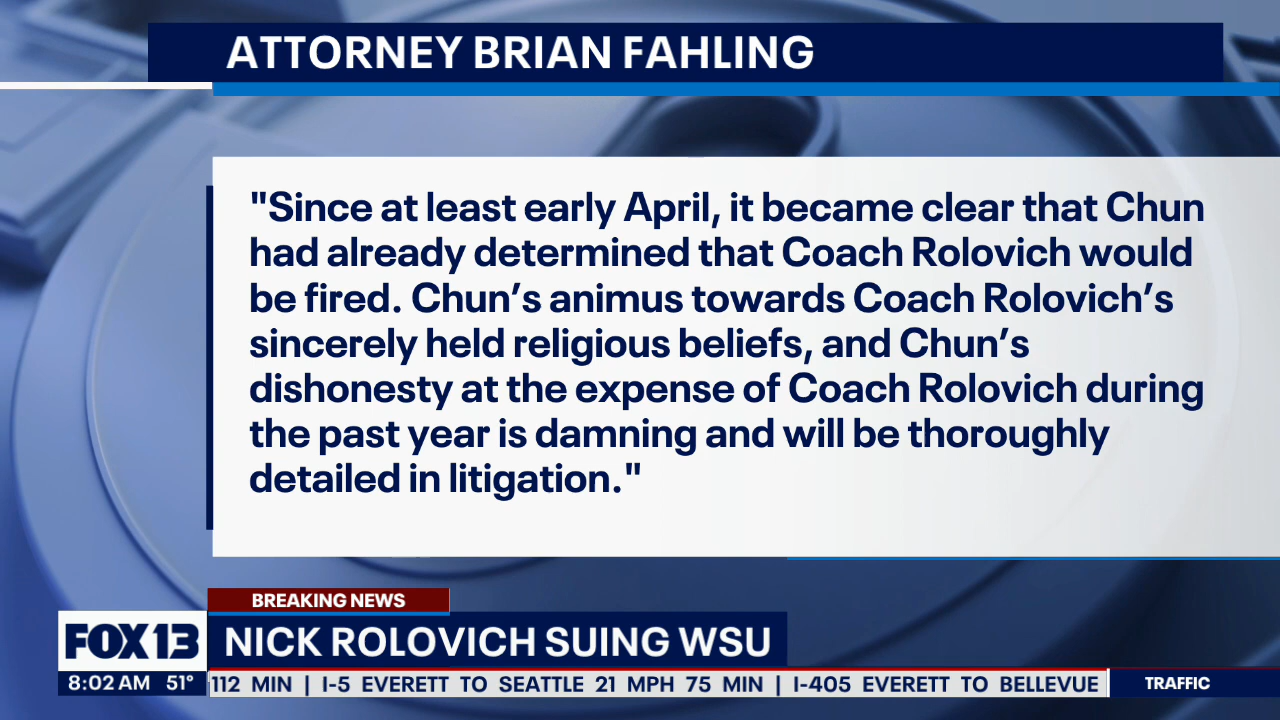 ATTORNEY BRIAN FAHLING
"Since at least early April, it became clear that Chun
had already determined that Coach Rolovich would
be fired. Chun’s animus towards Coach Rolovich’s
sincerely held religious beliefs, and Chun’s
dishonesty at the expense of Coach Rolovich during
the past year is damning and will be thoroughly
detailed in litigation."
BREAKING NEWS
FOX 13
NICK ROLOVICH SUING WSU
8:02 AM 51°
112 MIN | I-5 EVERETT TO SEATTLE 21 MPH 75 MIN | I-405 EVERETT TO BELLEVUE
TRAFFIC